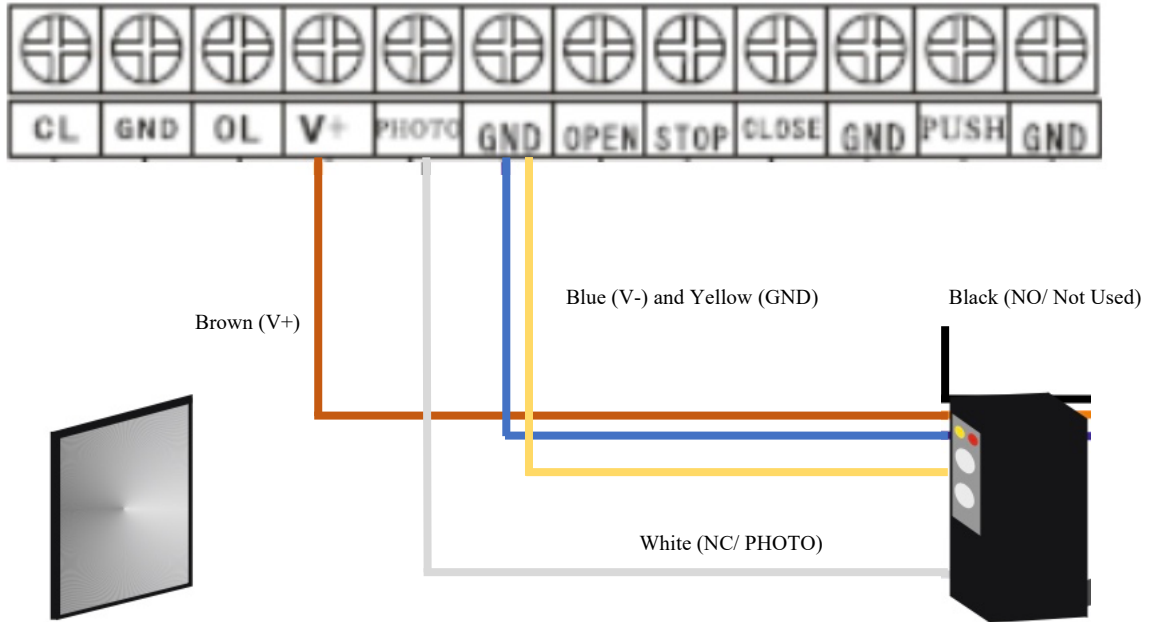 CL GND OL V+ PHOTO GND OPEN STOP CLOSE GND PUSH GND
Blue (V-) and Yellow (GND)
Black (NO/ Not Used)
Brown (V+)
White (NC/ PHOTO)